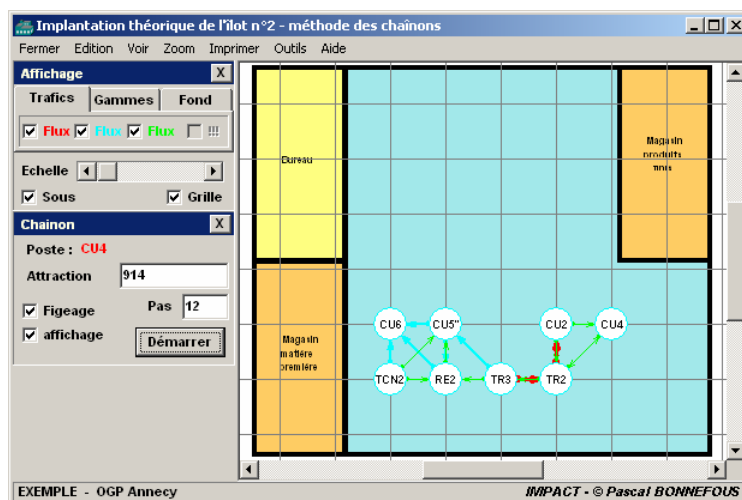 Implantation théorique de l'îlot n°2 - méthode des chaînons
Fermer Edition Voir Zoom Imprimer Outils Aide
Affichage X
Trafics Gammes Fond
Flux Flux Flux !!!
Echelle
Sous Grille
Chainon X
Poste : CU4
Attraction 914
Figeage Pas 12
affichage Démarrer
Bureau
Magasin
produits
finis
Magasin
matière
première
CU6 CU5" CU2 CU4
TCN2 RE2 TR3 TR2
EXEMPLE - OGP Annecy IMPACT - © Pascal BONNEFOUS